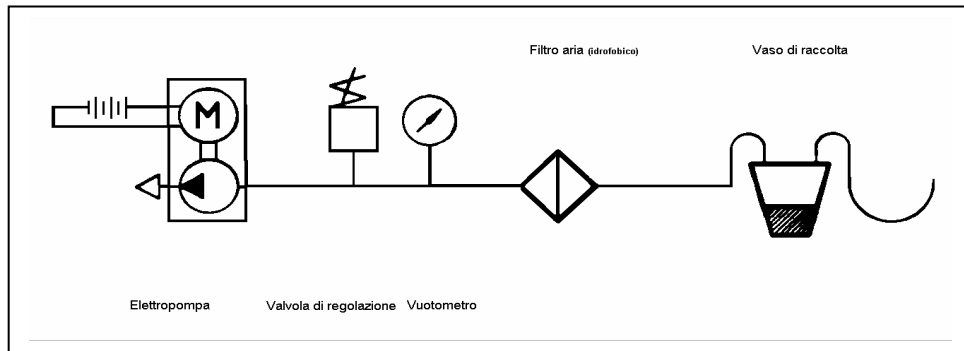 Filtro aria (idrofobico)
Vaso di raccolta
M
Elettropompa
Valvola di regolazione
Vuotometro